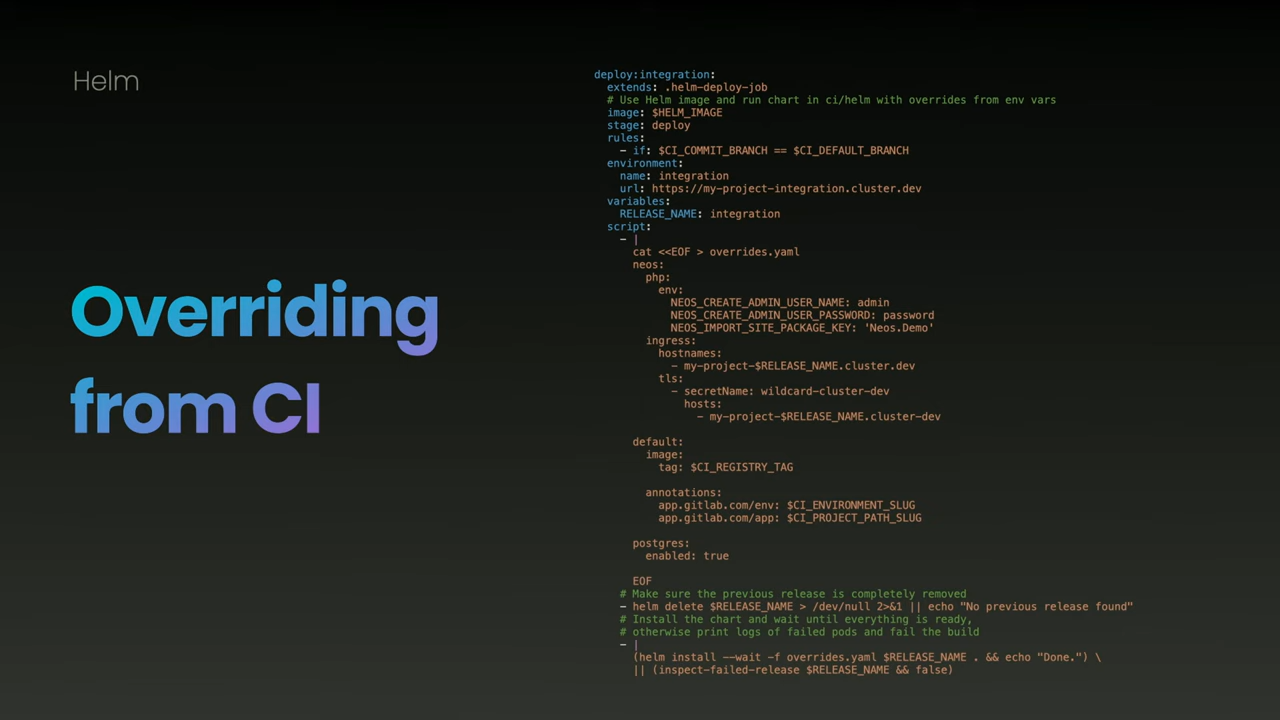 Helm
Overriding
from CI
deploy:integration:
  extends: .helm-deploy-job
  # Use Helm image and run chart in ci/helm with overrides from env vars
  image: $HELM_IMAGE
  stage: deploy
  rules:
    - if: $CI_COMMIT_BRANCH == $CI_DEFAULT_BRANCH
  environment:
    name: integration
    url: https://my-project-integration.cluster.dev
  variables:
    RELEASE_NAME: integration
  script:
    - |
      cat <<EOF > overrides.yaml
      neos:
        php:
          env:
            NEOS_CREATE_ADMIN_USER_NAME: admin
            NEOS_CREATE_ADMIN_USER_PASSWORD: password
            NEOS_IMPORT_SITE_PACKAGE_KEY: 'Neos.Demo'
        ingress:
          hostnames:
            - my-project-$RELEASE_NAME.cluster.dev
          tls:
            - secretName: wildcard-cluster-dev
              hosts:
                - my-project-$RELEASE_NAME.cluster-dev
      default:
        image:
          tag: $CI_REGISTRY_TAG
        annotations:
          app.gitlab.com/env: $CI_ENVIRONMENT_SLUG
          app.gitlab.com/app: $CI_PROJECT_PATH_SLUG
      postgres:
        enabled: true
      EOF
    # Make sure the previous release is completely removed
    - helm delete $RELEASE_NAME > /dev/null 2>&1 || echo "No previous release found"
    # Install the chart and wait until everything is ready,
    # otherwise print logs of failed pods and fail the build
    - |
      (helm install --wait -f overrides.yaml $RELEASE_NAME . && echo "Done.") \
      || (inspect-failed-release $RELEASE_NAME && false)